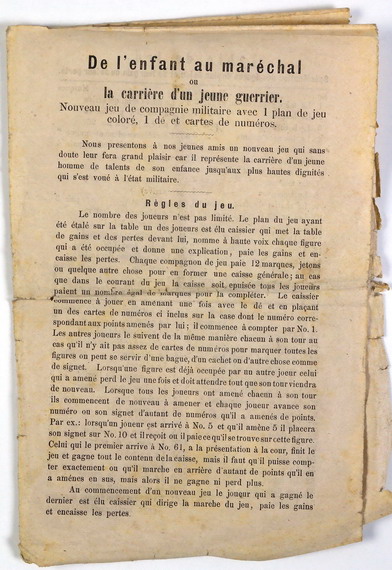 De l'enfant au maréchal
ou
la carrière d'un jeune guerrier.
Nouveau jeu de compagnie militaire avec 1 plan de jeu
coloré, 1 dé et cartes de numéros.
Nous presentons à nos jeunes amis un nouveau jeu qui sans
doute leur fera grand plaisir car il représente la carrière d'un jeune
homme de talents de son enfance jusqu'aux plus hautes dignités
qui s'est voué à l'état militaire.
Règles du jeu.
Le nombre des joueurs n'est pas limité. Le plan du jeu ayant
été étalé sur la table un des joueurs est élu caissier qui met la table
de gains et des pertes devant lui, nomme à haute voix chaque figure
qui a été occupée et donne une explication, paie les gains et en-
caisse les pertes. Chaque compagnon de jeu paie 12 marques, jetons
ou quelque autre chose pour en former une caisse générale; au cas
que dans le courant du jeu la caisse soit epuisée tous les joueurs
paient un nombre égal de marques pour la compléter. Le caissier
commence à jouer en amenant une fois avec le dé et en plaçant
un des cartes de numéros ci inclus sur la case dont le numéro corre-
spondant aux points amenés par lui; il commence à compter par No. 1.
Les autres joueurs le suivent de la même manière chacun à son tour au
cas qu'il n'y ait pas assez de cartes de numéros pour marquer toutes les
figures on peut se servir d'une bague, d'un cachet ou d'autre chose comme
de signet. Lorsqu'une figure est déjà occupée par un autre joueur celui
qui a amené perd le jeu une fois et doit attendre tout que son tour viendra
de nouveau. Lorsque tous les joueurs ont amené chacun à son tour
ils commencent de nouveau à amener et chaque joueur avance son
numéro ou son signet d'autant de numéros qu'il a amenés de points.
Par ex.: lorsqu'un joueur est arrivé à No. 5 et qu'il amène 5 il placera
son signet sur No. 10 et il reçoit ou il paie ce qu'il se trouve sur cette figure.
Celui qui le premier arrive à No. 61, a la présentation à la cour, finit le
jeu et gagne tout le contenu de la caisse, mais il faut qu'il puisse comp-
ter exactement ou qu'il marche en arrière d'autant de points qu'il en
a amenés en sus, mais alors il ne gagne ni perd plus.
Au commencement d'un nouveau jeu le joueur qui a gagné le
dernier est élu caissier qui dirige la marche du jeu, paie les gains
et encaisse les pertes.